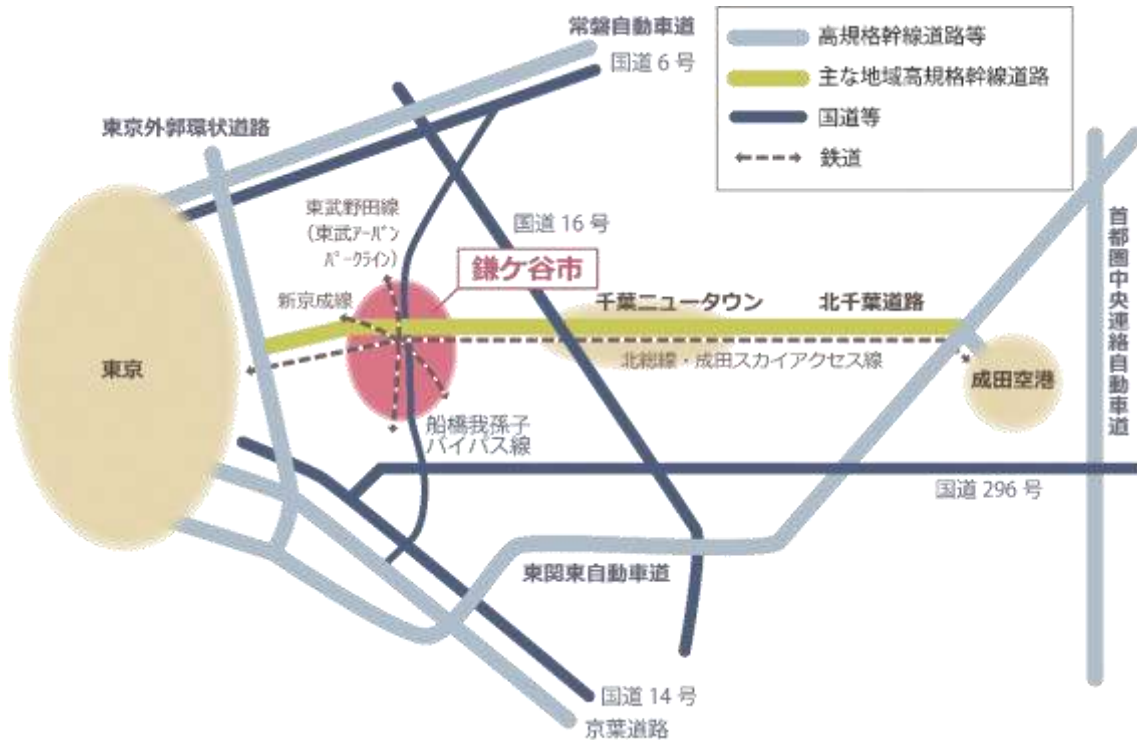 常磐自動車道
国道 6 号
高規格幹線道路等
主な地域高規格幹線道路
国道等
鉄道
東京外郭環状道路
東武野田線
(東武アーバン
パークライン)
国道 16 号
首都圏中央連絡自動車道
鎌ケ谷市
新京成線
千葉ニュータウン
北千葉道路
東京
北総線・成田スカイアクセス線
成田空港
船橋我孫子
バイパス線
国道 296 号
東関東自動車道
国道 14 号
京葉道路